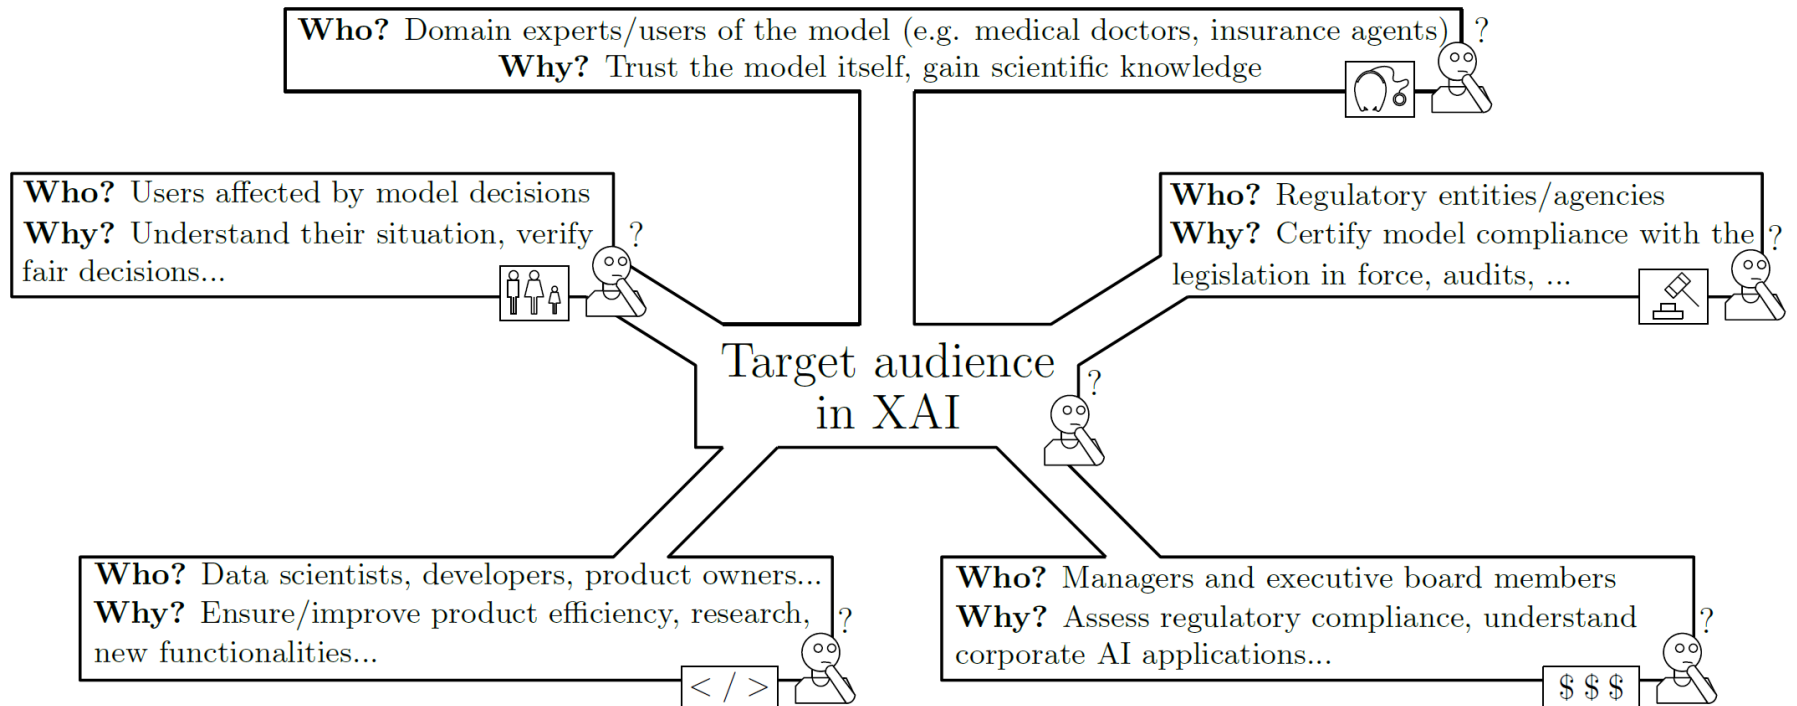 Who? Domain experts/users of the model (e.g. medical doctors, insurance agents)
?
Why? Trust the model itself, gain scientific knowledge
Who? Users affected by model decisions
Why? Understand their situation, verify
?
fair decisions...
Who? Regulatory entities/agencies
Why? Certify model compliance with the
?
legislation in force, audits, ...
Target audience
in XAI
?
Who? Data scientists, developers, product owners...
Why? Ensure/improve product efficiency, research,
?
new functionalities...
< / >
Who? Managers and executive board members
Why? Assess regulatory compliance, understand
?
corporate AI applications...
$ $ $